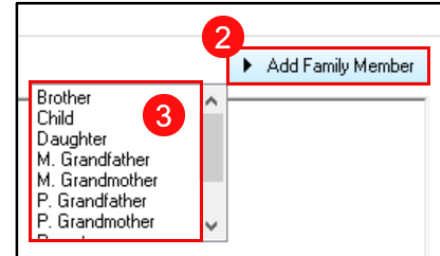 2
Add Family Member
Brother
3
Child
Daughter
M. Grandfather
M. Grandmother
P. Grandfather
P. Grandmother